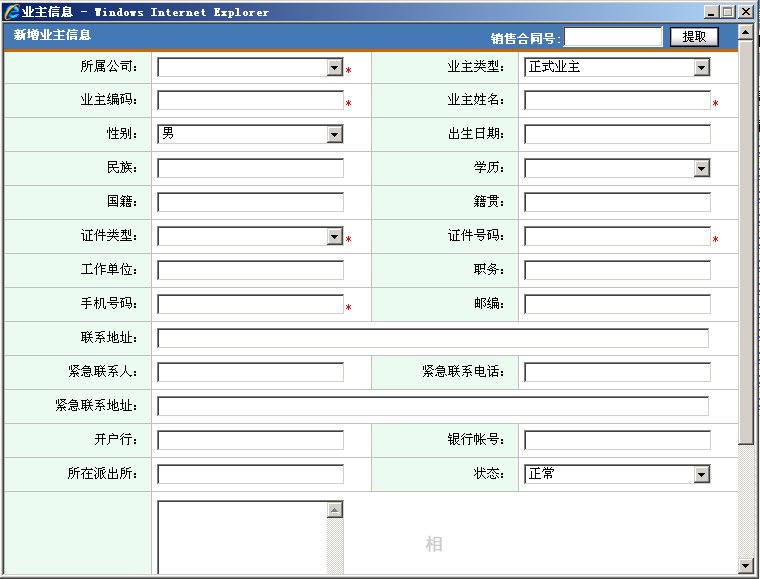 业主信息 - Windows Internet Explorer
新增业主信息 销售合同号: 提取
所属公司: * 业主类型: 正式业主
业主编码: * 业主姓名: *
性别: 男 出生日期:
民族: 学历:
国籍: 籍贯:
证件类型: * 证件号码: *
工作单位: 职务:
手机号码: * 邮编:
联系地址:
紧急联系人: 紧急联系电话:
紧急联系地址:
开户行: 银行帐号:
所在派出所: 状态: 正常
相